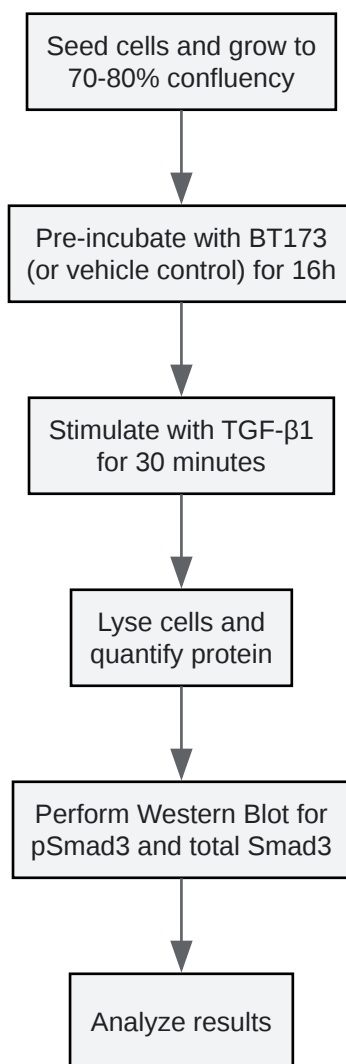 Seed cells and grow to
70-80% confluency
Pre-incubate with BT173
(or vehicle control) for 16h
Stimulate with TGF-β1
for 30 minutes
Lyse cells and
quantify protein
Perform Western Blot for
pSmad3 and total Smad3
Analyze results